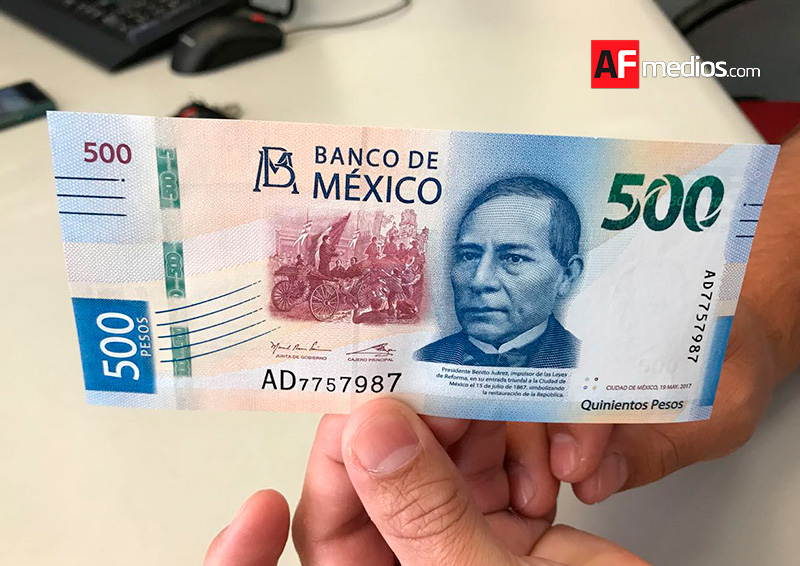 AF medios.com
500
BANCO DE
MÉXICO
500
500
PESOS
JUNTA DE GOBIERNO
CAJERO PRINCIPAL
AD7757987
Presidente Benito Juárez, impulsor de las Leyes
de Reforma, en su entrada triunfal a la Ciudad de
México el 15 de julio de 1867, simbolizando
la restauración de la República.
AD7757987
CIUDAD DE MÉXICO, 19 MAY. 2017
Quinientos Pesos